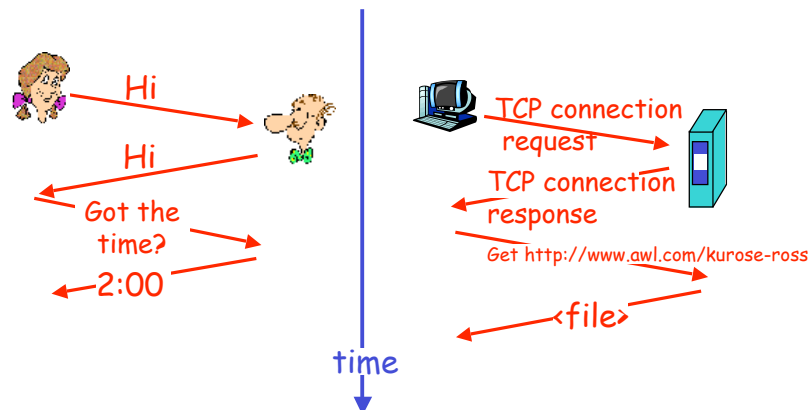 Hi
Hi
Got the
time?
2:00
TCP connection
request
TCP connection
response
Get http://www.awl.com/kurose-ross
<file>
time